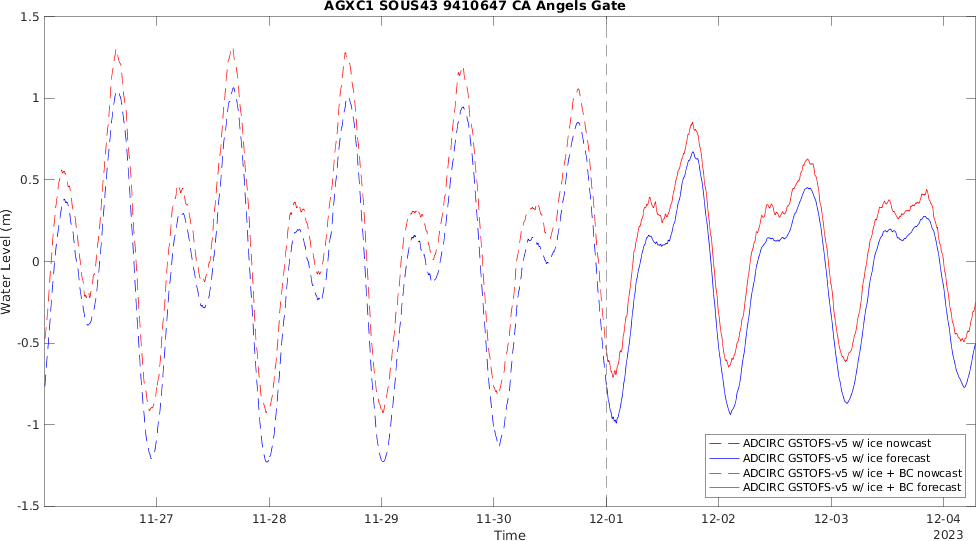 AGXC1 SOUS43 9410647 CA Angels Gate
1.5
1
0.5
0
-0.5
-1
-1.5
Water Level (m)
11-27
11-28
11-29
11-30
12-01
12-02
12-03
12-04
Time
2023
ADCIRC GSTOFS-v5 w/ ice nowcast
ADCIRC GSTOFS-v5 w/ ice forecast
ADCIRC GSTOFS-v5 w/ ice + BC nowcast
ADCIRC GSTOFS-v5 w/ ice + BC forecast